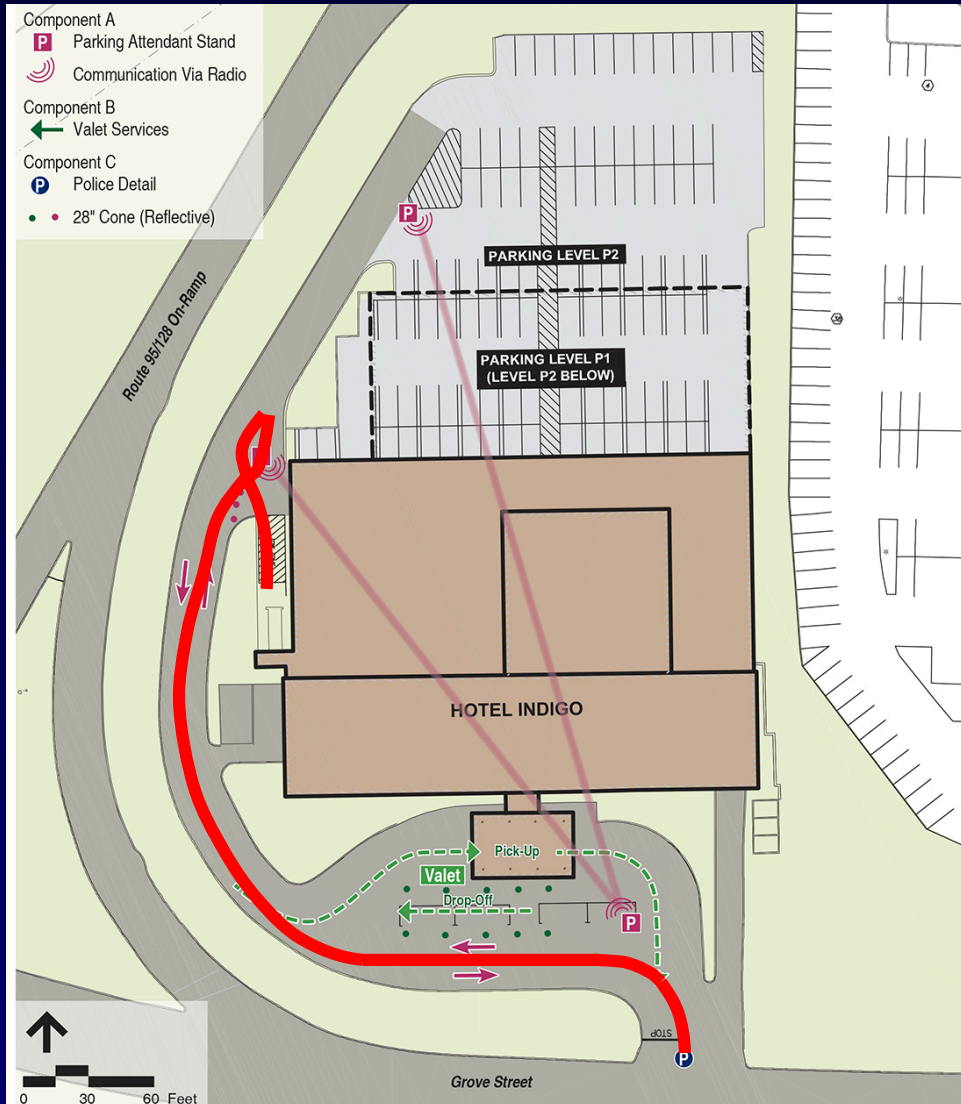 Component A
P Parking Attendant Stand
Communication Via Radio
Component B
Valet Services
Component C
P Police Detail
28" Cone (Reflective)
Route 95/128 On-Ramp
P
PARKING LEVEL P2
PARKING LEVEL P1
(LEVEL P2 BELOW)
HOTEL INDIGO
Pick-Up
Valet
Drop-Off
P
STOP
P
Grove Street
0 30 60 Feet